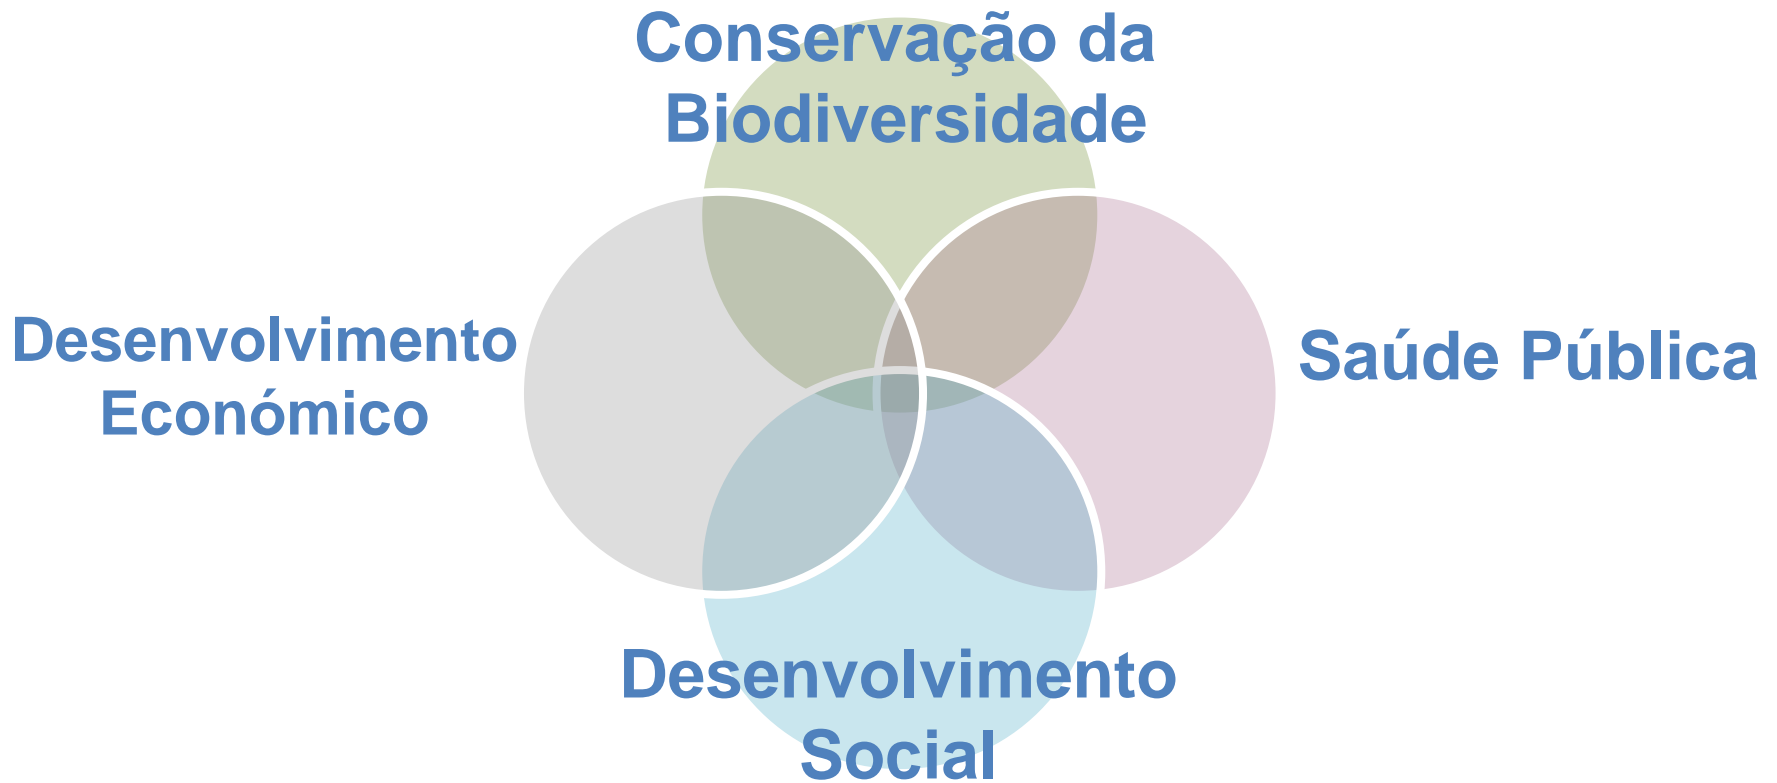 Conservação da
Biodiversidade
Desenvolvimento
Económico
Saúde Pública
Desenvolvimento
Social